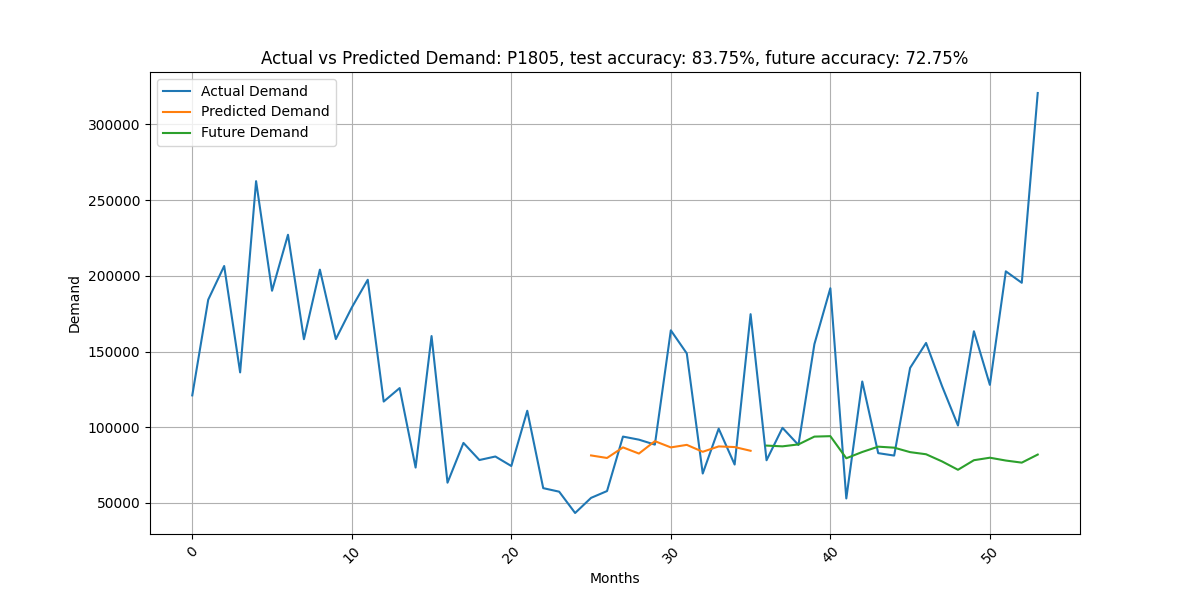 Actual vs Predicted Demand: P1805, test accuracy: 83.75%, future accuracy: 72.75%
Actual Demand
Predicted Demand
Future Demand
Demand
300000
250000
200000
150000
100000
50000
0
10
20
30
40
50
Months